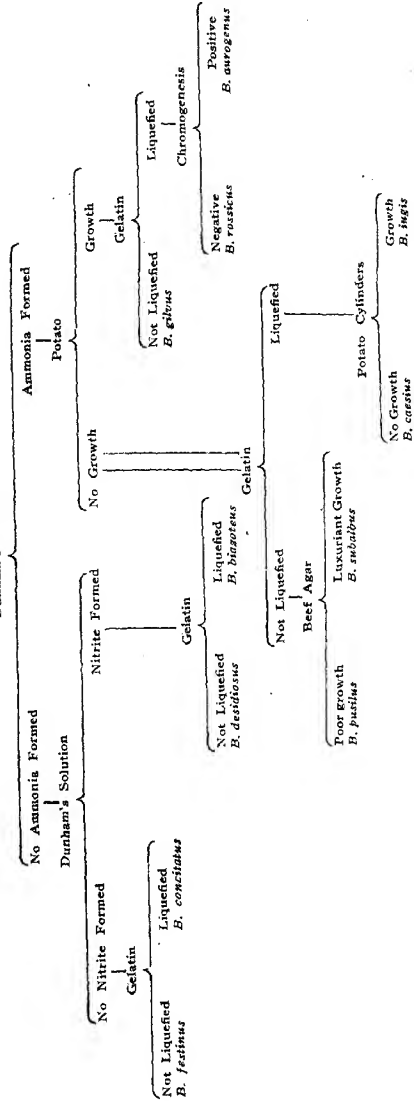 No Ammonia Formed Ammonia Formed
Dunham's Solution Potato
No Nitrite Formed Nitrite Formed No Growth Growth
Gelatin Gelatin
Not Liquefied Liquefied Not Liquefied Liquefied
B. festinus B. concitatus B. gilvus
Chromogenesis
Gelatin
Not Liquefied Liquefied Negative Positive
B. desidiosus B. biazoteus B. rossicus B. aurogenus
Gelatin
Not Liquefied Liquefied
Beef Agar
Poor growth Luxuriant Growth
B. pusilus B. subalbus
Potato Cylinders
No Growth Growth
B. caesius B. iugis